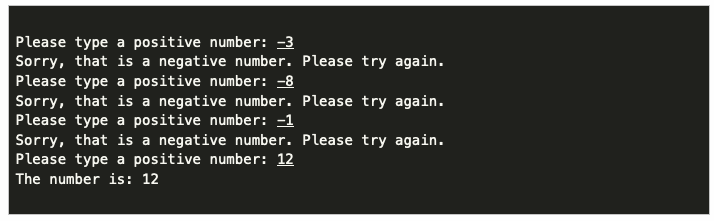 Please type a positive number: -3
Sorry, that is a negative number. Please try again.
Please type a positive number: -8
Sorry, that is a negative number. Please try again.
Please type a positive number: -1
Sorry, that is a negative number. Please try again.
Please type a positive number: 12
The number is: 12